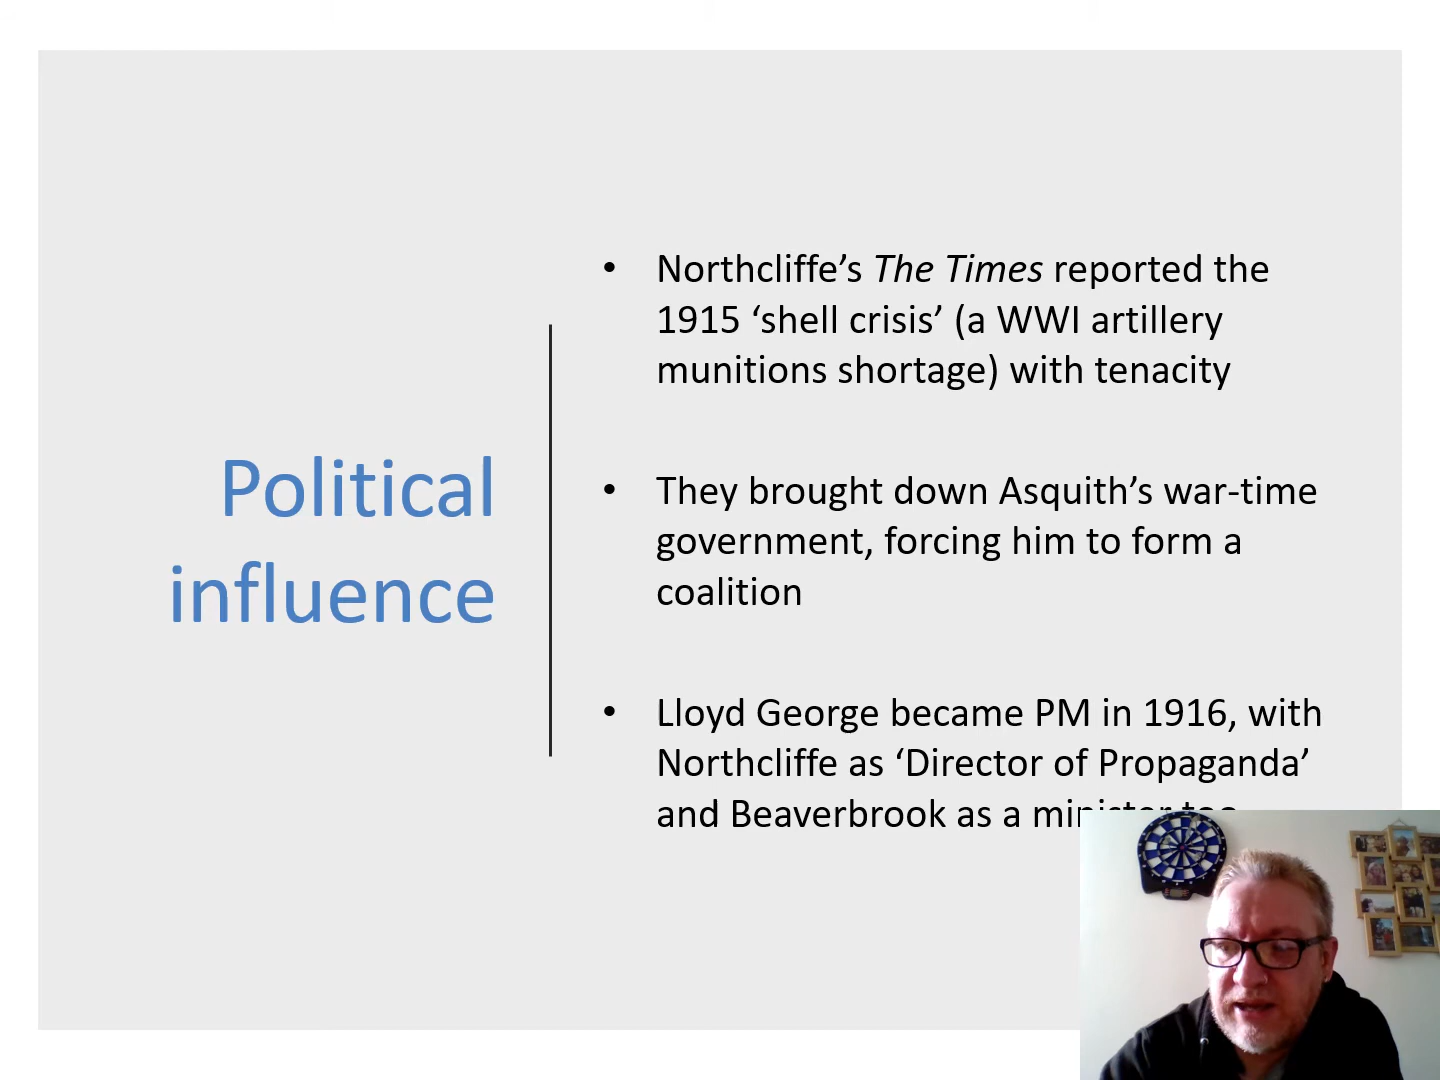 Political
influence
• Northcliffe’s The Times reported the
1915 ‘shell crisis’ (a WWI artillery
munitions shortage) with tenacity
• They brought down Asquith’s war-time
government, forcing him to form a
coalition
• Lloyd George became PM in 1916, with
Northcliffe as ‘Director of Propaganda’
and Beaverbrook as a minister too